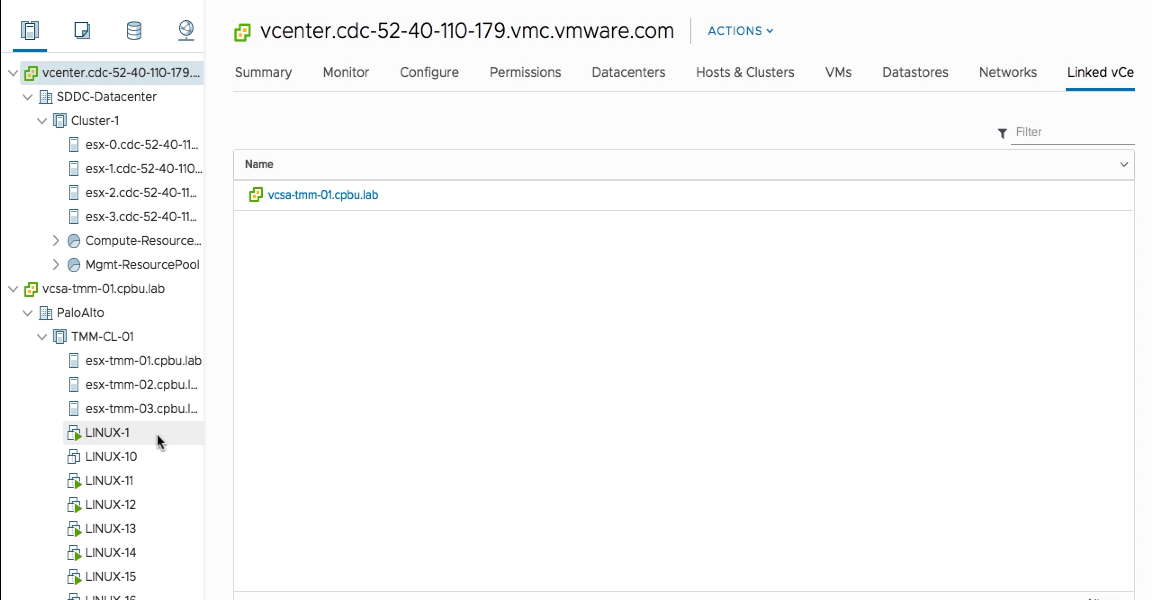 vcenter.cdc-52-40-110-179.vmc.vmware.com
ACTIONS
Summary Monitor Configure Permissions Datacenters Hosts & Clusters VMs Datastores Networks Linked vCe
Filter
Name
vcsa-tmm-01.cpbu.lab
vcenter.cdc-52-40-110-179....
SDDC-Datacenter
Cluster-1
esx-0.cdc-52-40-11...
esx-1.cdc-52-40-110...
esx-2.cdc-52-40-11...
esx-3.cdc-52-40-11...
Compute-Resource...
Mgmt-ResourcePool
vcsa-tmm-01.cpbu.lab
PaloAlto
TMM-CL-01
esx-tmm-01.cpbu.lab
esx-tmm-02.cpbu.l...
esx-tmm-03.cpbu.l...
LINUX-1
LINUX-10
LINUX-11
LINUX-12
LINUX-13
LINUX-14
LINUX-15
LINUX-16